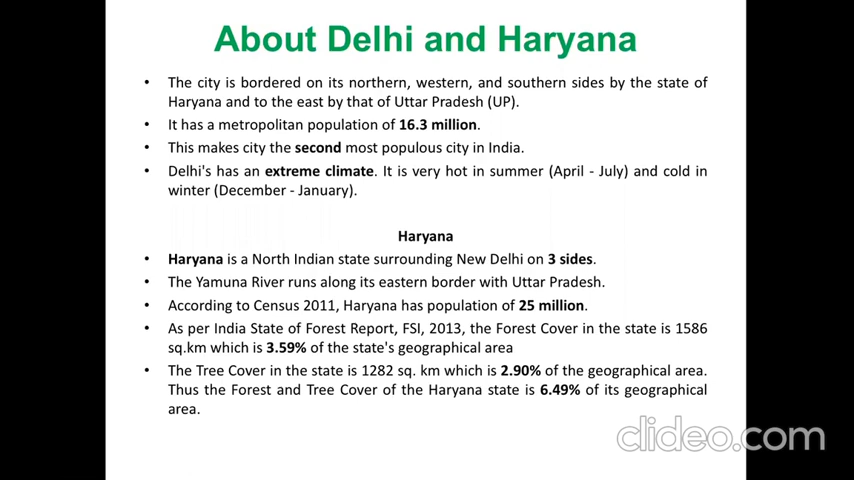 About Delhi and Haryana
• The city is bordered on its northern, western, and southern sides by the state of
Haryana and to the east by that of Uttar Pradesh (UP).
• It has a metropolitan population of 16.3 million.
• This makes city the second most populous city in India.
• Delhi's has an extreme climate. It is very hot in summer (April - July) and cold in
winter (December - January).
Haryana
• Haryana is a North Indian state surrounding New Delhi on 3 sides.
• The Yamuna River runs along its eastern border with Uttar Pradesh.
• According to Census 2011, Haryana has population of 25 million.
• As per India State of Forest Report, FSI, 2013, the Forest Cover in the state is 1586
sq.km which is 3.59% of the state's geographical area
• The Tree Cover in the state is 1282 sq. km which is 2.90% of the geographical area.
Thus the Forest and Tree Cover of the Haryana state is 6.49% of its geographical
area.
clideo.com